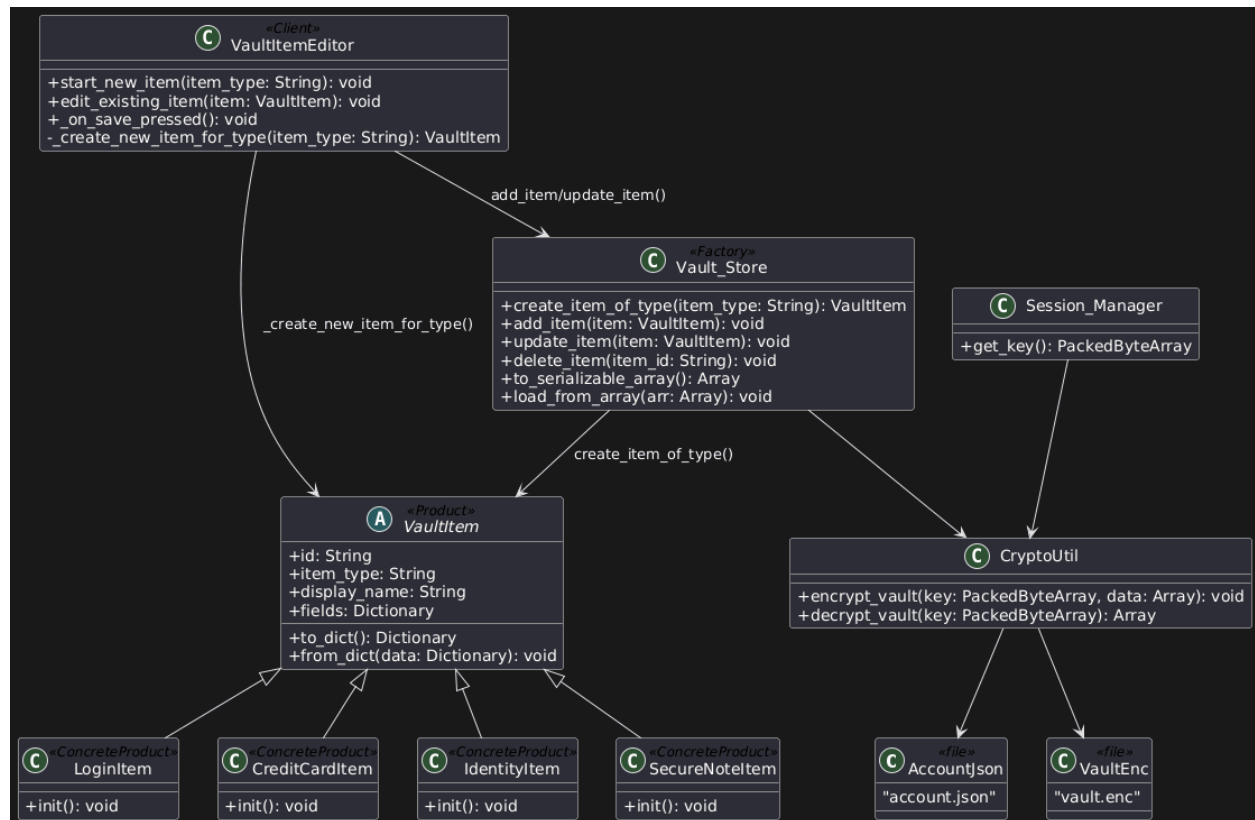 C
«Client»
VaultItemEditor
+start_new_item(item_type: String): void
+edit_existing_item(item: VaultItem): void
+_on_save_pressed(): void
-_create_new_item_for_type(item_type: String): VaultItem
add_item/update_item()
_create_new_item_for_type()
C
«Factory»
Vault_Store
+create_item_of_type(item_type: String): VaultItem
+add_item(item: VaultItem): void
+update_item(item: VaultItem): void
+delete_item(item_id: String): void
+to_serializable_array(): Array
+load_from_array(arr: Array): void
C
Session_Manager
+get_key(): PackedByteArray
create_item_of_type()
A
«Product»
VaultItem
+id: String
+item_type: String
+display_name: String
+fields: Dictionary
+to_dict(): Dictionary
+from_dict(data: Dictionary): void
C
CryptoUtil
+encrypt_vault(key: PackedByteArray, data: Array): void
+decrypt_vault(key: PackedByteArray): Array
C
«ConcreteProduct»
LoginItem
+init(): void
C
«ConcreteProduct»
CreditCardItem
+init(): void
C
«ConcreteProduct»
IdentityItem
+init(): void
C
«ConcreteProduct»
SecureNoteItem
+init(): void
C
«file»
AccountJson
"account.json"
C
«file»
VaultEnc
"vault.enc"